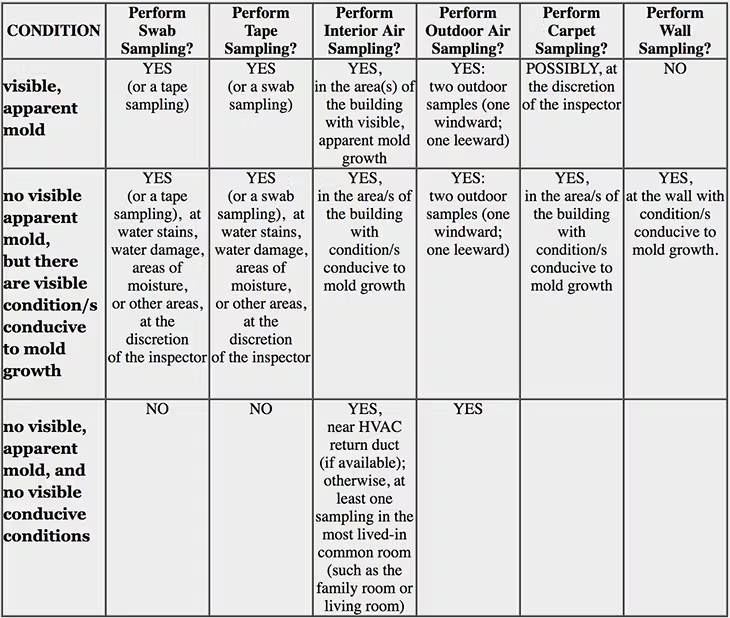 CONDITION
Perform
Swab
Sampling?
Perform
Tape
Sampling?
Perform
Interior Air
Sampling?
Perform
Outdoor Air
Sampling?
Perform
Carpet
Sampling?
Perform
Wall
Sampling?
visible,
apparent
mold
YES
(or a tape
sampling)
YES
(or a swab
sampling)
YES,
in the area(s) of
the building
with visible,
apparent mold
growth
YES:
two outdoor
samples (one
windward;
one leeward)
POSSIBLY, at
the discretion
of the inspector
NO
no visible
apparent
mold,
but there
are visible
condition/s
conducive
to mold
growth
YES
(or a tape
sampling), at
water stains,
water damage,
areas of
moisture,
or other areas,
at the
discretion
of the inspector
YES
(or a swab
sampling), at
water stains,
water damage,
areas of
moisture,
or other areas,
at the
discretion
of the inspector
YES,
in the area/s of
the building
with
condition/s
conducive to
mold growth
YES:
two outdoor
samples (one
windward;
one leeward)
YES,
in the area/s of
the building
with
condition/s
conducive to
mold growth
YES,
at the wall with
condition/s
conducive to
mold growth.
no visible,
apparent
mold, and
no visible
conducive
conditions
NO
NO
YES,
near HVAC
return duct
(if available);
otherwise, at
least one
sampling in the
most lived-in
common room
(such as the
family room or
living room)
YES